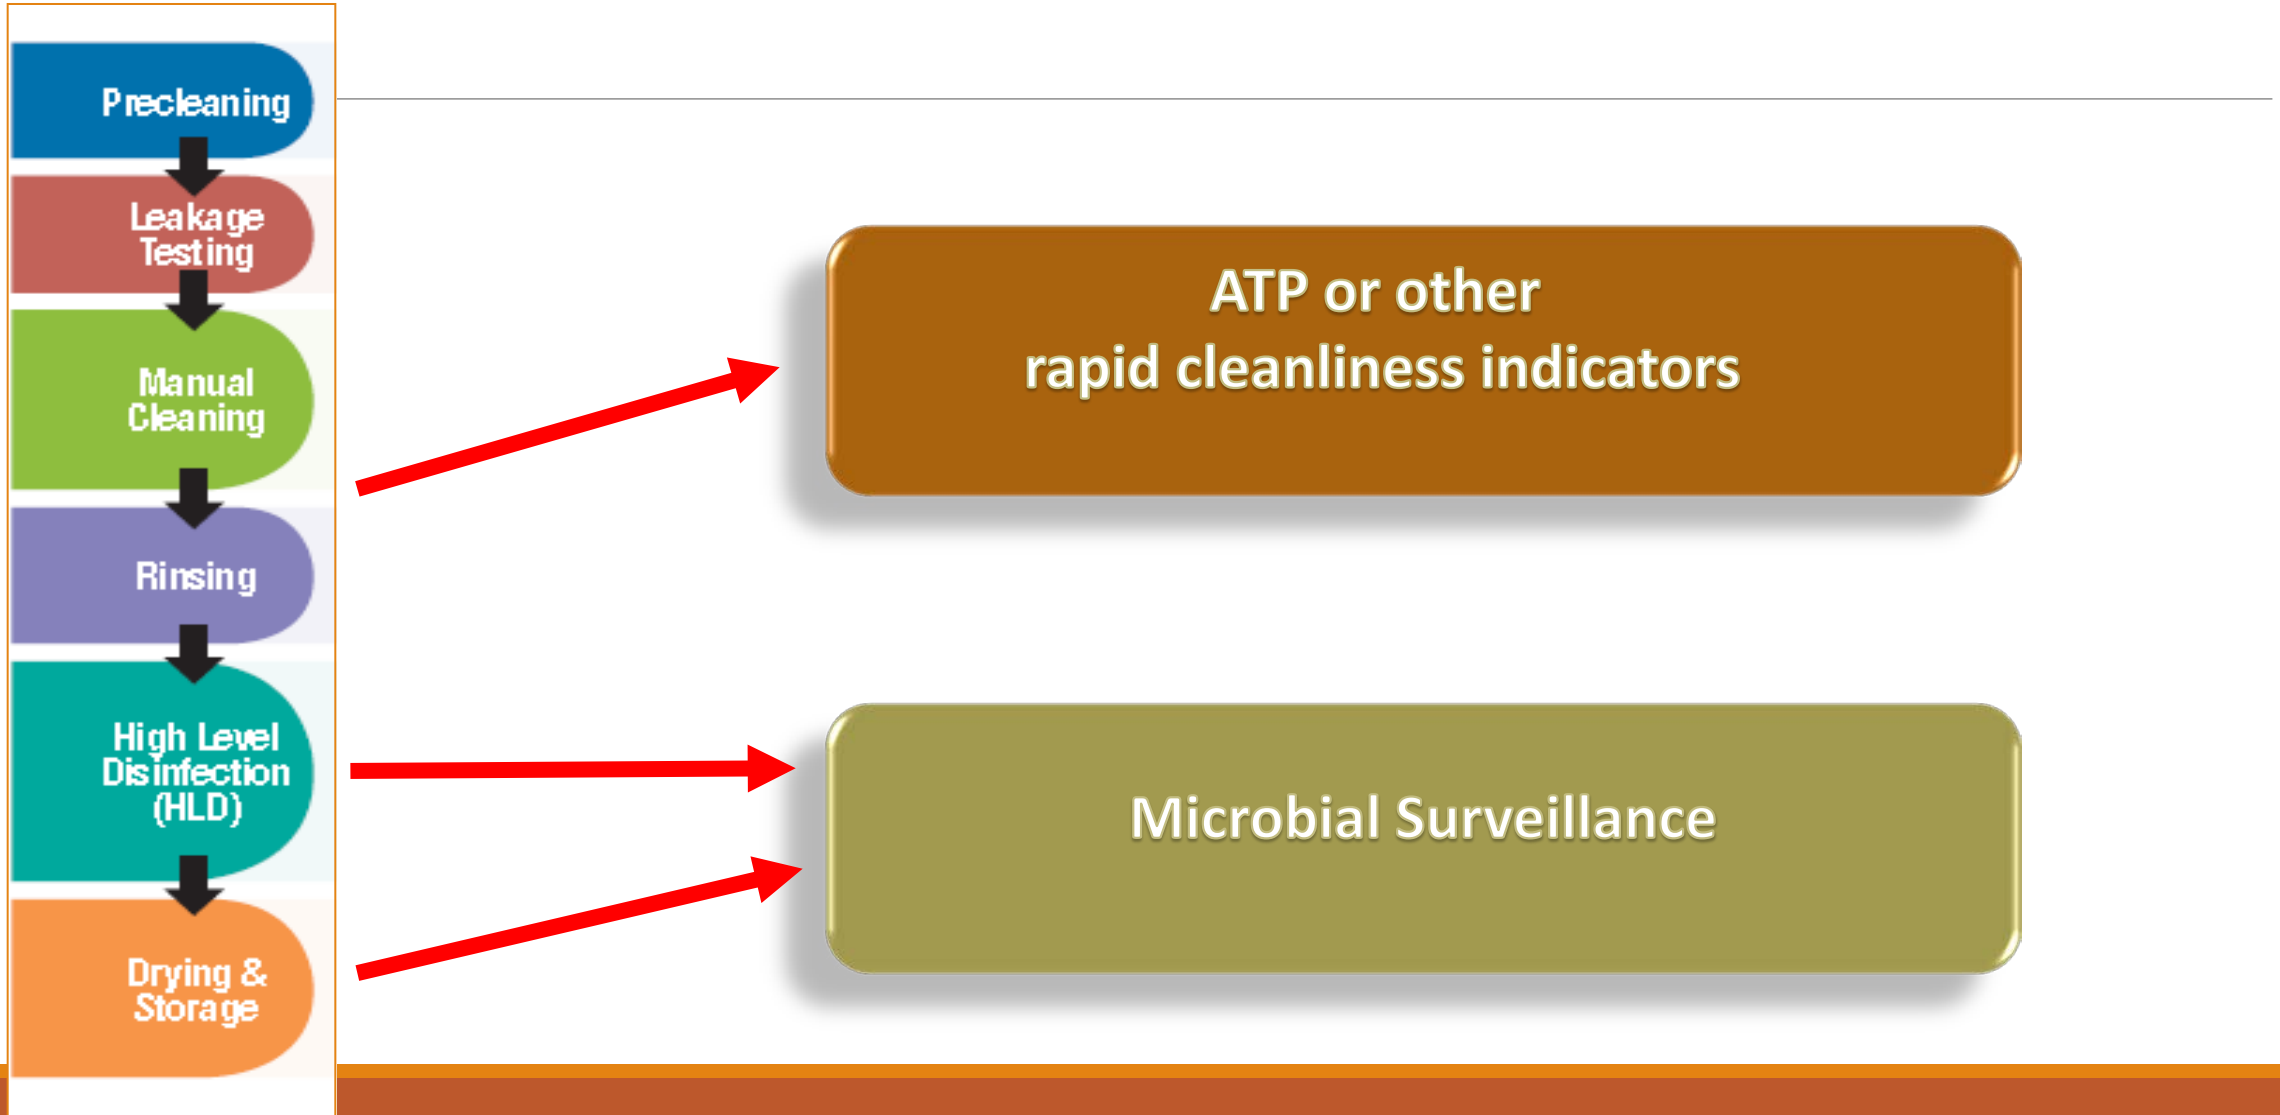 Precleaning
Leakage
Testing
Manual
Cleaning
Rinsing
High Level
Disinfection
(HLD)
Drying &
Storage
ATP or other
rapid cleanliness indicators
Microbial Surveillance